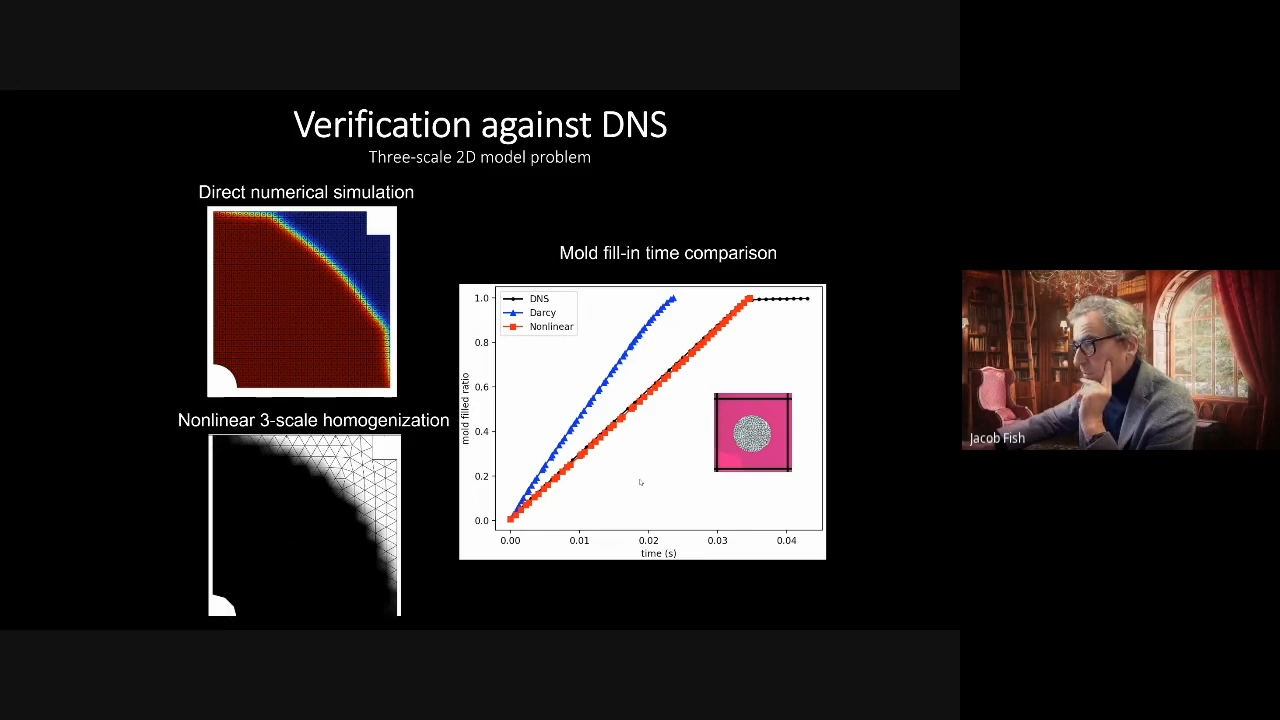 Verification against DNS
Three-scale 2D model problem
Direct numerical simulation
Nonlinear 3-scale homogenization
Mold fill-in time comparison
DNS
Darcy
Nonlinear
mold filled ratio
1.0
0.8
0.6
0.4
0.2
0.0
0.00 0.01 0.02 0.03 0.04
time (s)
Jacob Fish